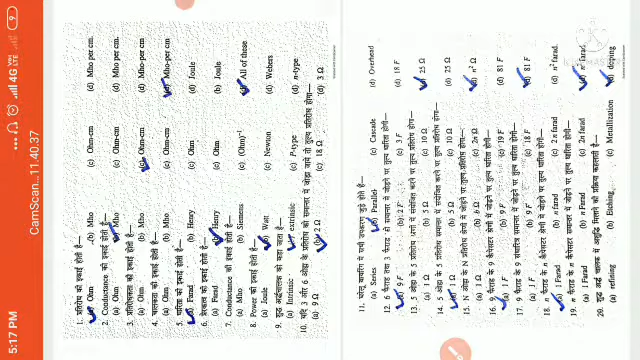 5:17 PM
CamScan...11.40.37
4G
9
1. प्रतिरोध की इकाई होती है—
(a) Ohm (b) Mho (c) Ohm-cm (d) Mho per cm.
2. Conductance की इकाई होती है—
(a) Ohm (b) Mho (c) Ohm-cm (d) Mho per cm.
3. प्रतिरोधकता की इकाई होती है—
(a) Ohm (b) Mho (c) Ohm-cm (d) Mho-per cm
4. चालकता की इकाई होती है—
(a) Ohm (b) Mho (c) Ohm-cm (d) Mho-per cm
5. धारिता की इकाई होती है—
(a) Farad (b) Henry (c) Ohm (d) Joule
6. प्रेरकत्व की इकाई होती है—
(a) Farad (b) Henry (c) Ohm (d) Joule
7. Conductance की इकाई होती है—
(a) Mho (b) Siemens (c) (Ohm)⁻¹ (d) All of these
8. Power की इकाई होती है—
(a) Joule (b) Watt (c) Newton (d) Webers
9. शुद्ध अर्द्धचालक को कहा जाता है—
(a) Intrinsic (b) extrinsic (c) P-type (d) n-type
10. यदि 3 और 6 ओह्म के प्रतिरोध को समान्तर में जोड़ा जाये तो तुल्य प्रतिरोध होगा—
(a) 9 Ω (b) 2 Ω (c) 18 Ω (d) 3 Ω
11. घरेलू वायरिंग में सभी उपकरण जुड़े होते हैं—
(a) Series (b) Parallel (c) Cascade (d) Overhead
12. 6 फैराड तथा 3 फैराड को समान्तर में जोड़ने पर तुल्य धारिता होगी—
(a) 9 F (b) 2 F (c) 3 F (d) 18 F
13. 5 ओह्म के 5 प्रतिरोध श्रेणी में संयोजित करने पर तुल्य प्रतिरोध होगा—
(a) 1 Ω (b) 5 Ω (c) 10 Ω (d) 25 Ω
14. 5 ओह्म के 5 प्रतिरोध समान्तर में संयोजित करने पर तुल्य प्रतिरोध होगा—
(a) 1 Ω (b) 5 Ω (c) 10 Ω (d) 25 Ω
15. N ओह्म के N प्रतिरोध श्रेणी में जोड़ने पर तुल्य प्रतिरोध होगा—
(a) 1 Ω (b) 6 Ω (c) 2n Ω (d) n² Ω
16. 9 फैराड के 9 कैपेसिटर श्रेणी में जोड़ने पर तुल्य धारिता होगी—
(a) 1 F (b) 9 F (c) 19 F (d) 81 F
17. 9 फैराड के 9 संधारित्र समान्तर में जोड़ने पर तुल्य धारिता होगी—
(a) 1 F (b) 9 F (c) 18 F (d) 81 F
18. n फैराड के n कैपेसिटर श्रेणी में जोड़ने पर तुल्य धारिता होगी—
(a) 1 Farad (b) n farad (c) 2 n farad (d) n² farad.
19. n फैराड के n कैपेसिटर समान्तर में जोड़ने पर तुल्य धारिता होगी—
(a) 1 Farad (b) n Farad (c) 2n farad (d) n² farad.
20. शुद्ध अर्द्ध चालक में अशुद्धि मिलाने की प्रक्रिया कहलाती है—
(a) refining (b) Etching (c) Metallization (d) doping